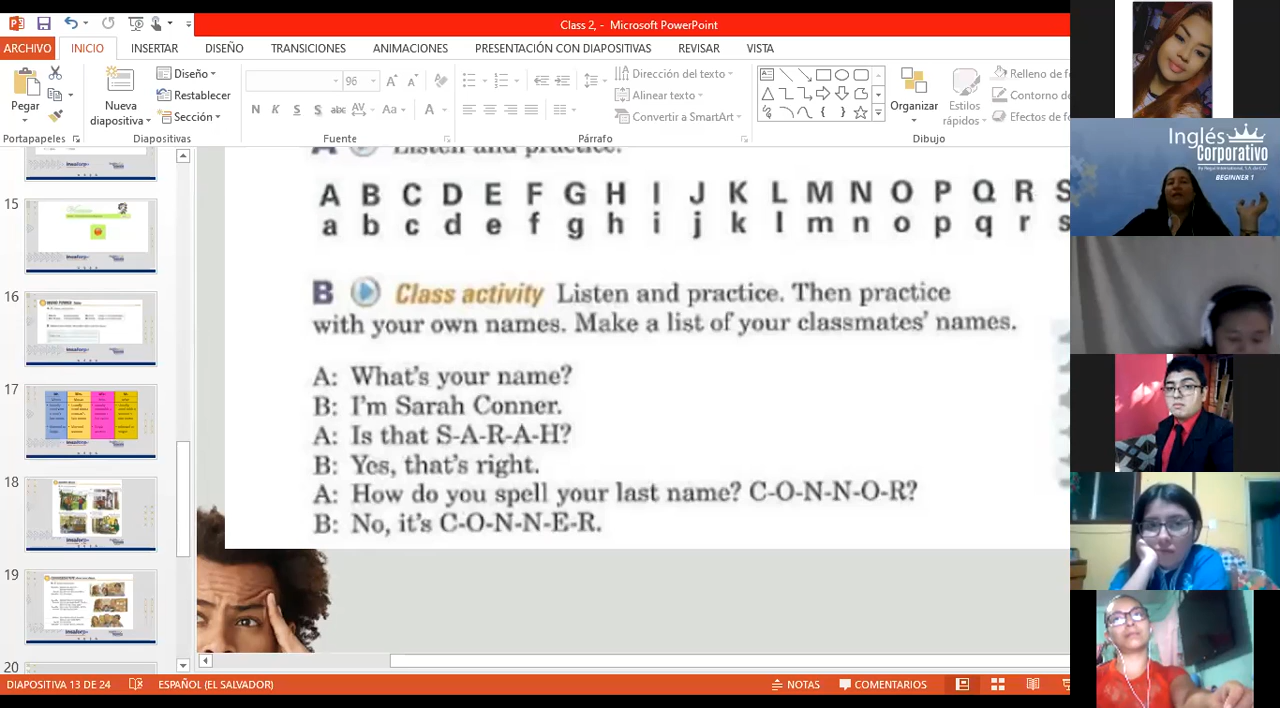 Class 2, - Microsoft PowerPoint
ARCHIVO INICIO INSERTAR DISEÑO TRANSICIONES ANIMACIONES PRESENTACIÓN CON DIAPOSITIVAS REVISAR VISTA
Pegar
Nueva diapositiva
Diseño
Restablecer
Sección
96
N K S S abc AV Aa A
Dirección del texto
Alinear texto
Convertir a SmartArt
Organizar
Estilos rápidos
Relleno de
Contorno d
Efectos de
Portapapeles Diapositivas Fuente Párrafo Dibujo
15
16
17
18
19
20
A Listen and practice.
A B C D E F G H I J K L M N O P Q R S
a b c d e f g h i j k l m n o p q r s
B Class activity Listen and practice. Then practice
with your own names. Make a list of your classmates' names.
A: What's your name?
B: I'm Sarah Conner.
A: Is that S-A-R-A-H?
B: Yes, that's right.
A: How do you spell your last name? C-O-N-N-O-R?
B: No, it's C-O-N-N-E-R.
Inglés
Corporativo
BEGINNER 1
DIAPOSITIVA 13 DE 24 ESPAÑOL (EL SALVADOR) NOTAS COMENTARIOS